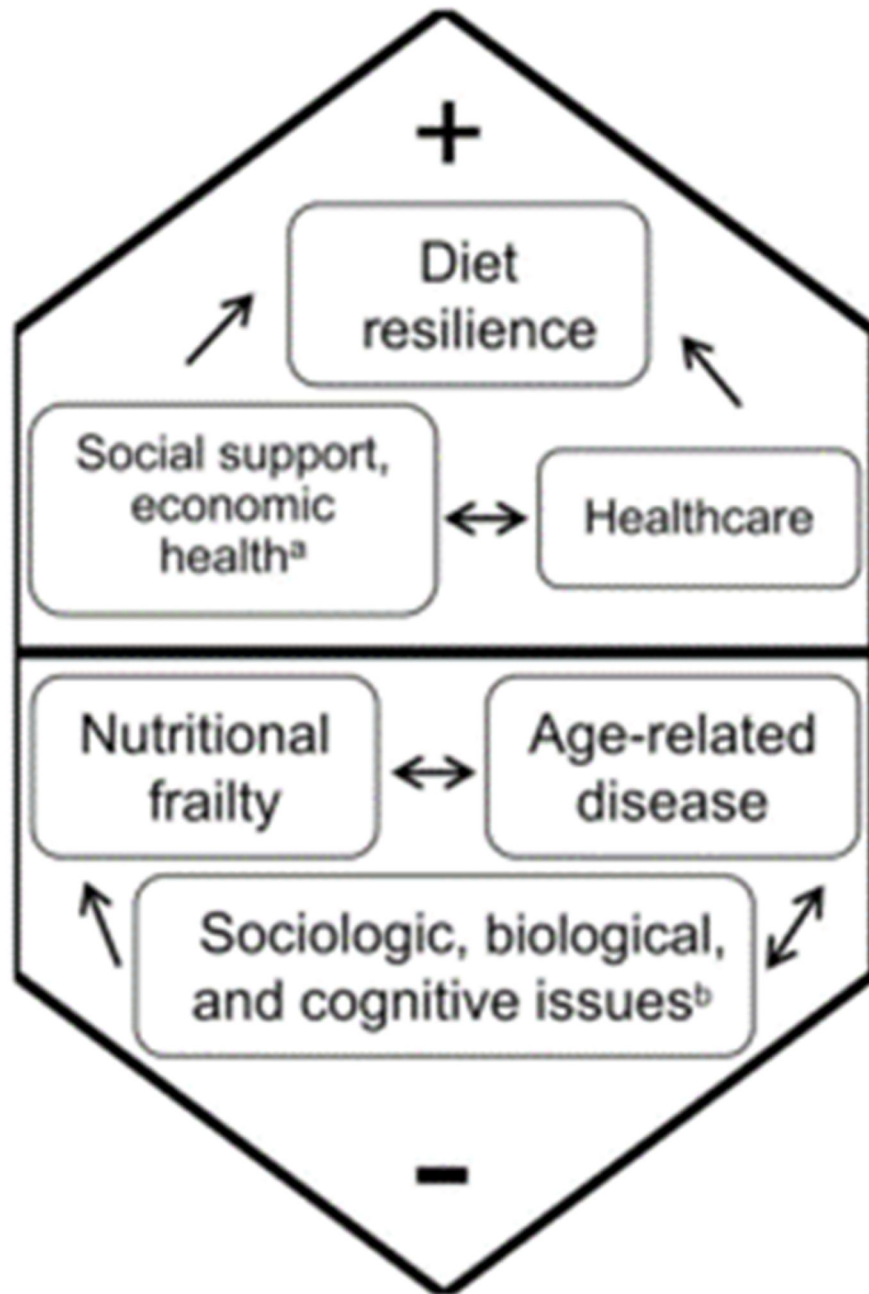 +
Diet
resilience
Social support,
economic
healthᵃ
Healthcare
Nutritional
frailty
Age-related
disease
Sociologic, biological,
and cognitive issuesᵇ
-